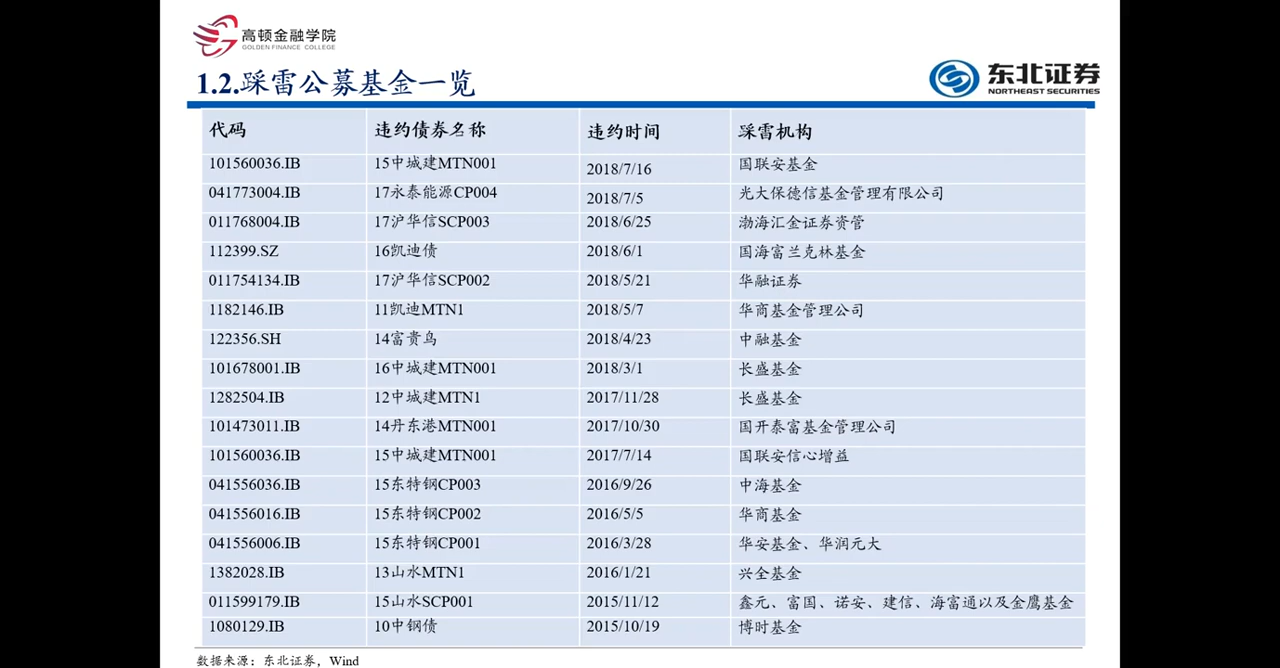 高顿金融学院
GOLDEN FINANCE COLLEGE
1.2.踩雷公募基金一览
东北证券
NORTHEAST SECURITIES
代码 违约债券名称 违约时间 踩雷机构
101560036.IB 15中城建MTN001 2018/7/16 国联安基金
041773004.IB 17永泰能源CP004 2018/7/5 光大保德信基金管理有限公司
011768004.IB 17沪华信SCP003 2018/6/25 渤海汇金证券资管
112399.SZ 16凯迪债 2018/6/1 国海富兰克林基金
011754134.IB 17沪华信SCP002 2018/5/21 华融证券
1182146.IB 11凯迪MTN1 2018/5/7 华商基金管理公司
122356.SH 14富贵鸟 2018/4/23 中融基金
101678001.IB 16中城建MTN001 2018/3/1 长盛基金
1282504.IB 12中城建MTN1 2017/11/28 长盛基金
101473011.IB 14丹东港MTN001 2017/10/30 国开泰富基金管理公司
101560036.IB 15中城建MTN001 2017/7/14 国联安信心增益
041556036.IB 15东特钢CP003 2016/9/26 中海基金
041556016.IB 15东特钢CP002 2016/5/5 华商基金
041556006.IB 15东特钢CP001 2016/3/28 华安基金、华润元大
1382028.IB 13山水MTN1 2016/1/21 兴全基金
011599179.IB 15山水SCP001 2015/11/12 鑫元、富国、诺安、建信、海富通以及金鹰基金
1080129.IB 10中钢债 2015/10/19 博时基金
数据来源：东北证券，Wind